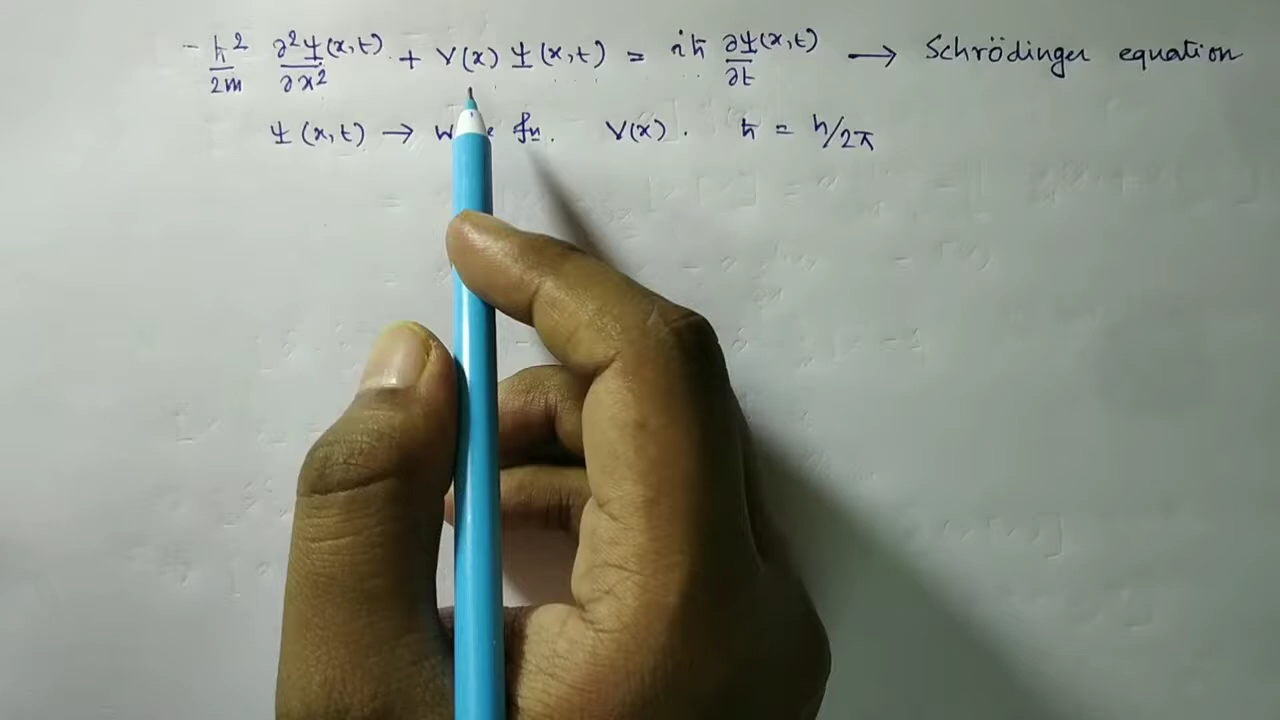 -ħ²/2m ∂²Ψ(x,t)/∂x² + V(x) Ψ(x,t) = iħ ∂Ψ(x,t)/∂t → Schrödinger equation
Ψ(x,t) → fn. V(x). ħ = h/2π